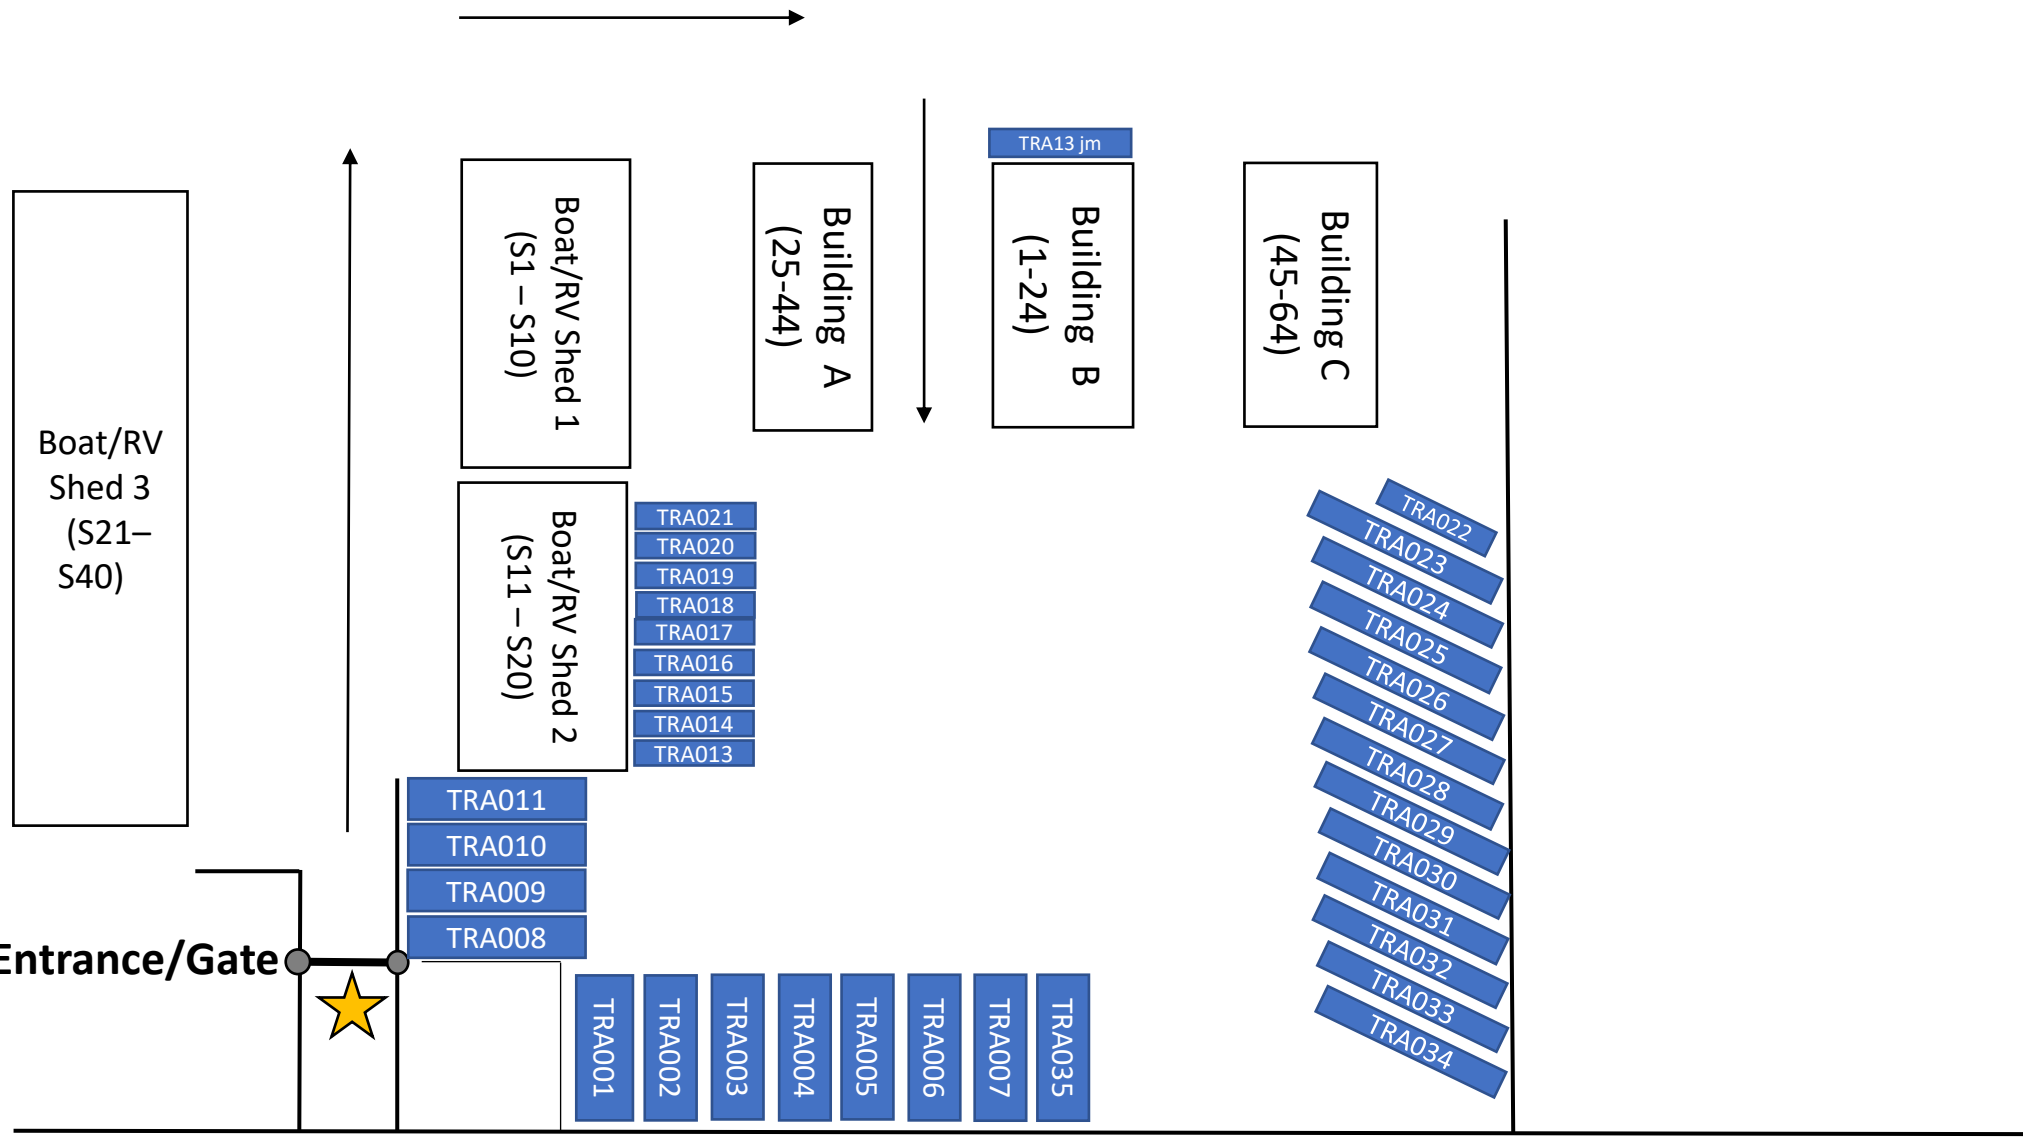 TRA13 jm
Boat/RV Shed 1
(S1 – S10)
Building  A
(25-44)
Building  B
(1-24)
Building C
(45-64)
Boat/RV
Shed 3
(S21–
S40)
Boat/RV Shed 2
(S11 – S20)
TRA021
TRA020
TRA019
TRA018
TRA017
TRA016
TRA015
TRA014
TRA013
TRA022
TRA023
TRA024
TRA025
TRA026
TRA027
TRA028
TRA029
TRA030
TRA031
TRA032
TRA033
TRA034
TRA011
TRA010
TRA009
TRA008
Entrance/Gate
TRA001
TRA002
TRA003
TRA004
TRA005
TRA006
TRA007
TRA035